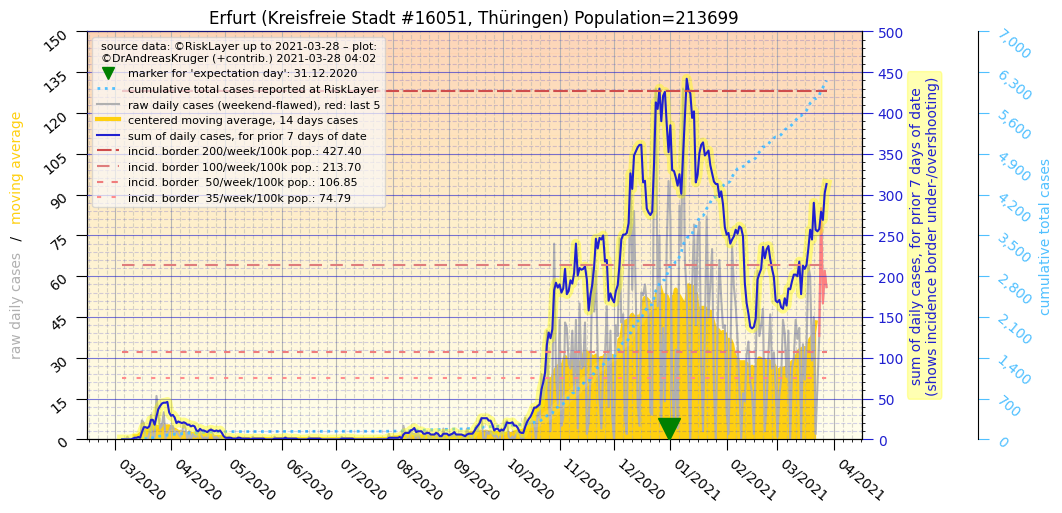 Erfurt (Kreisfreie Stadt #16051, Thüringen) Population=213699
source data: ©RiskLayer up to 2021-03-28 – plot:
©DrAndreasKruger (+contrib.) 2021-03-28 04:02
marker for 'expectation day': 31.12.2020
cumulative total cases reported at RiskLayer
raw daily cases (weekend-flawed), red: last 5
centered moving average, 14 days cases
sum of daily cases, for prior 7 days of date
incid. border 200/week/100k pop.: 427.40
incid. border 100/week/100k pop.: 213.70
incid. border  50/week/100k pop.: 106.85
incid. border  35/week/100k pop.: 74.79
raw daily cases / moving average
150
135
120
105
90
75
60
45
30
15
0
03/2020
04/2020
05/2020
06/2020
07/2020
08/2020
09/2020
10/2020
11/2020
12/2020
01/2021
02/2021
03/2021
04/2021
500
450
400
350
300
250
200
150
100
50
0
sum of daily cases, for prior 7 days of date
(shows incidence border under-/overshooting)
7,000
6,300
5,600
4,900
4,200
3,500
2,800
2,100
1,400
700
0
cumulative total cases